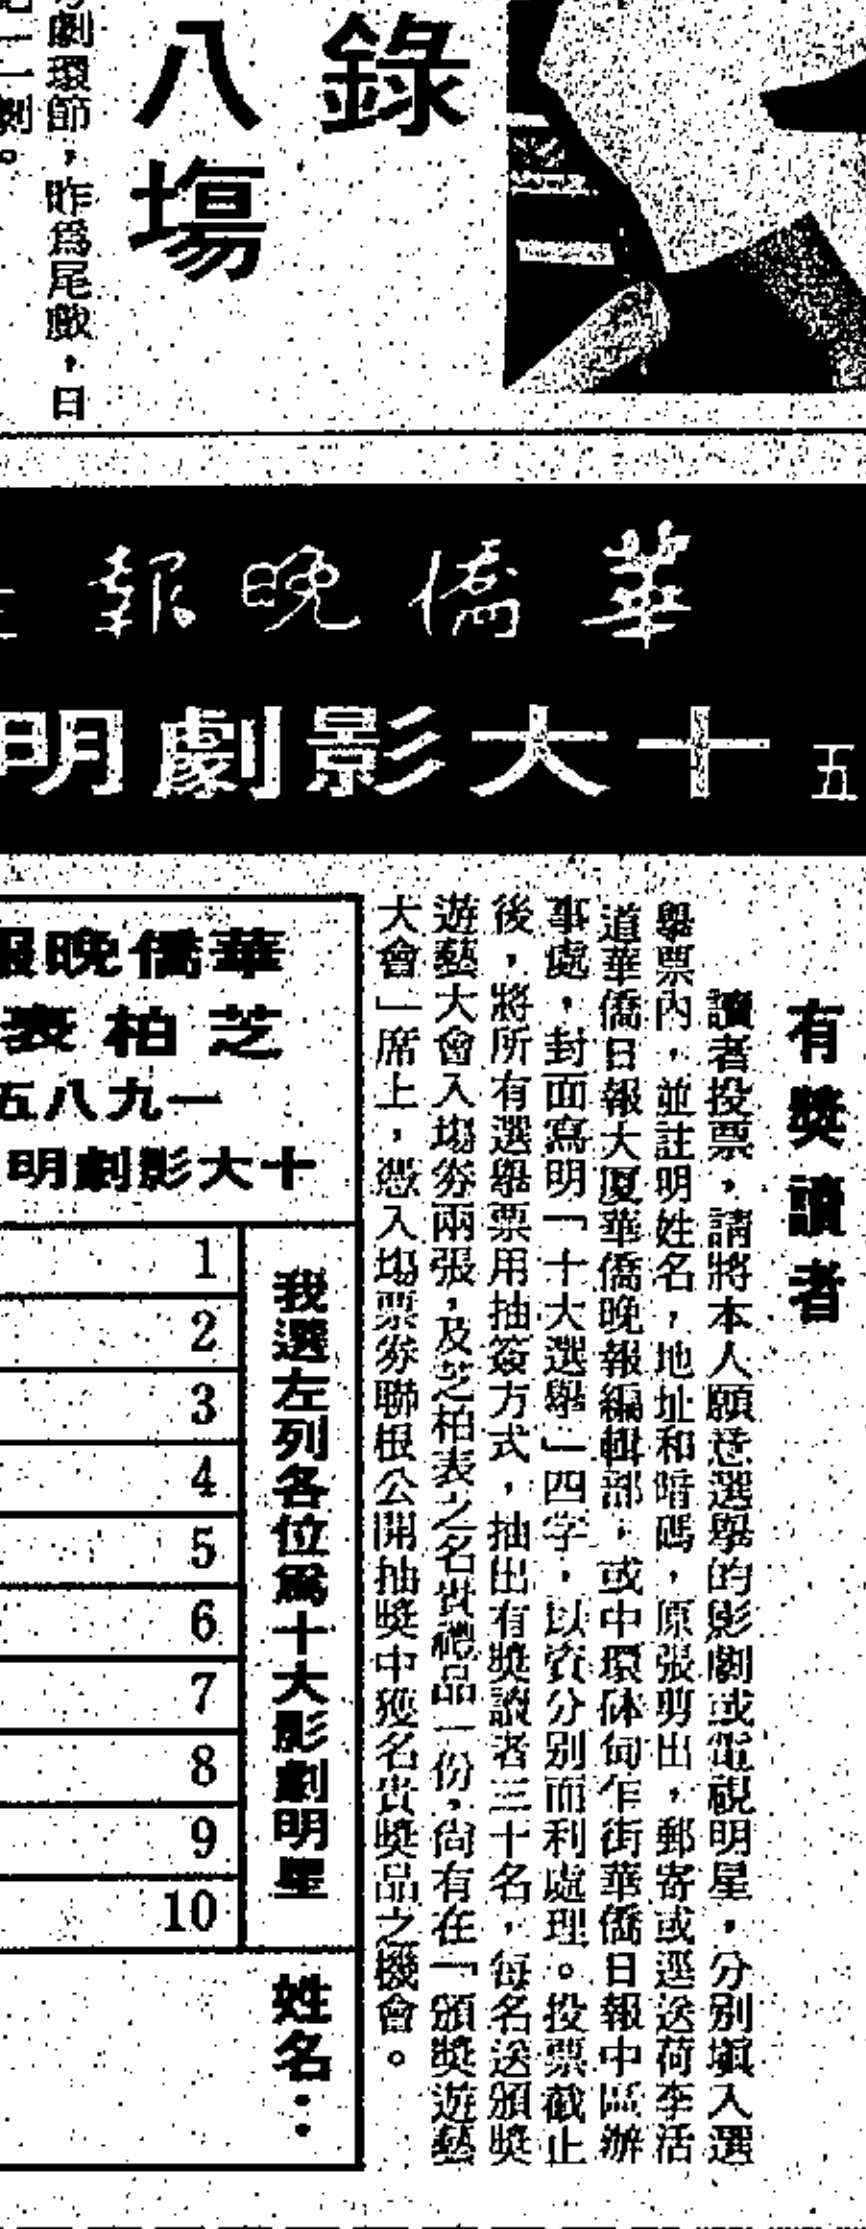 錄
八塲
劇環節，昨爲尾戲，日
劇。
華僑晚報
五
十大影劇明
有獎讀者
讀者投票，請將本人願意選舉的影劇或電視明星，分別塡入選
舉票內，並註明姓名，地址和暗碼，原張剪出，郵寄或逕送荷李活
道華僑日報大厦華僑晚報編輯部，或中環砵甸乍街華僑日報中區辦
事處，封面寫明「十大選舉」四字，以資分別而利處理。投票截止
後，將所有選舉票用抽簽方式，抽出有獎讀者三十名，每名送頒獎
遊藝大會入塲券兩張，及芝柏表之名貴禮品一份，尙有在「頒獎遊藝
大會」席上，憑入塲票券聯根公開抽獎中獲名貴獎品之機會。
華僑晚報
芝柏表
一九八五
十大影劇明
我選左列各位爲十大影劇明星
1
2
3
4
5
6
7
8
9
10
姓名：